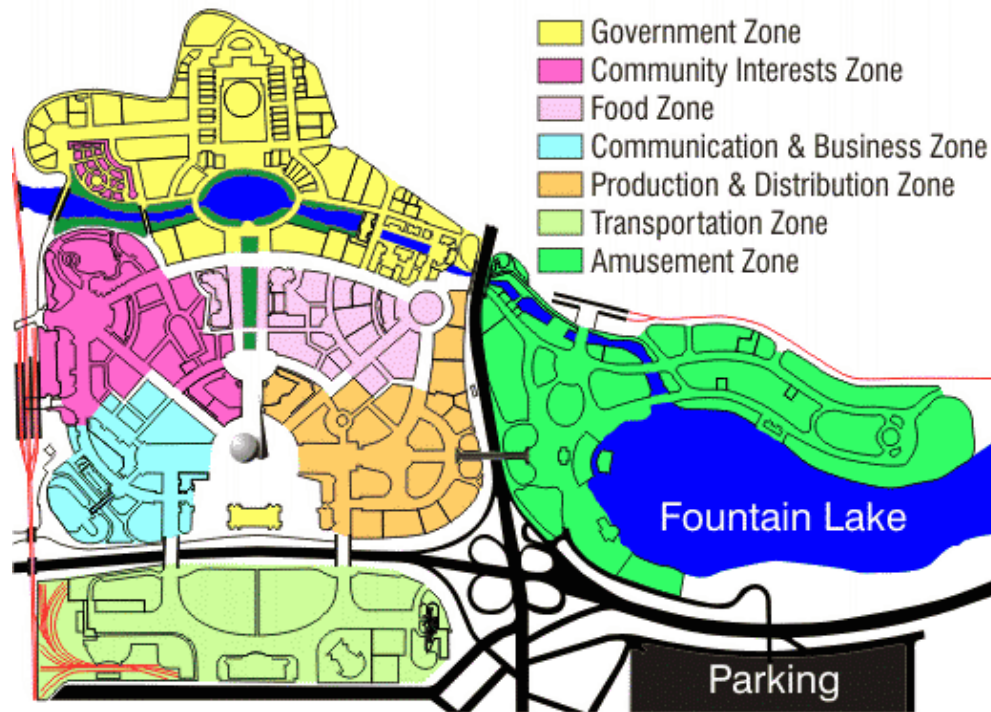 Government Zone
Community Interests Zone
Food Zone
Communication & Business Zone
Production & Distribution Zone
Transportation Zone
Amusement Zone
Fountain Lake
Parking